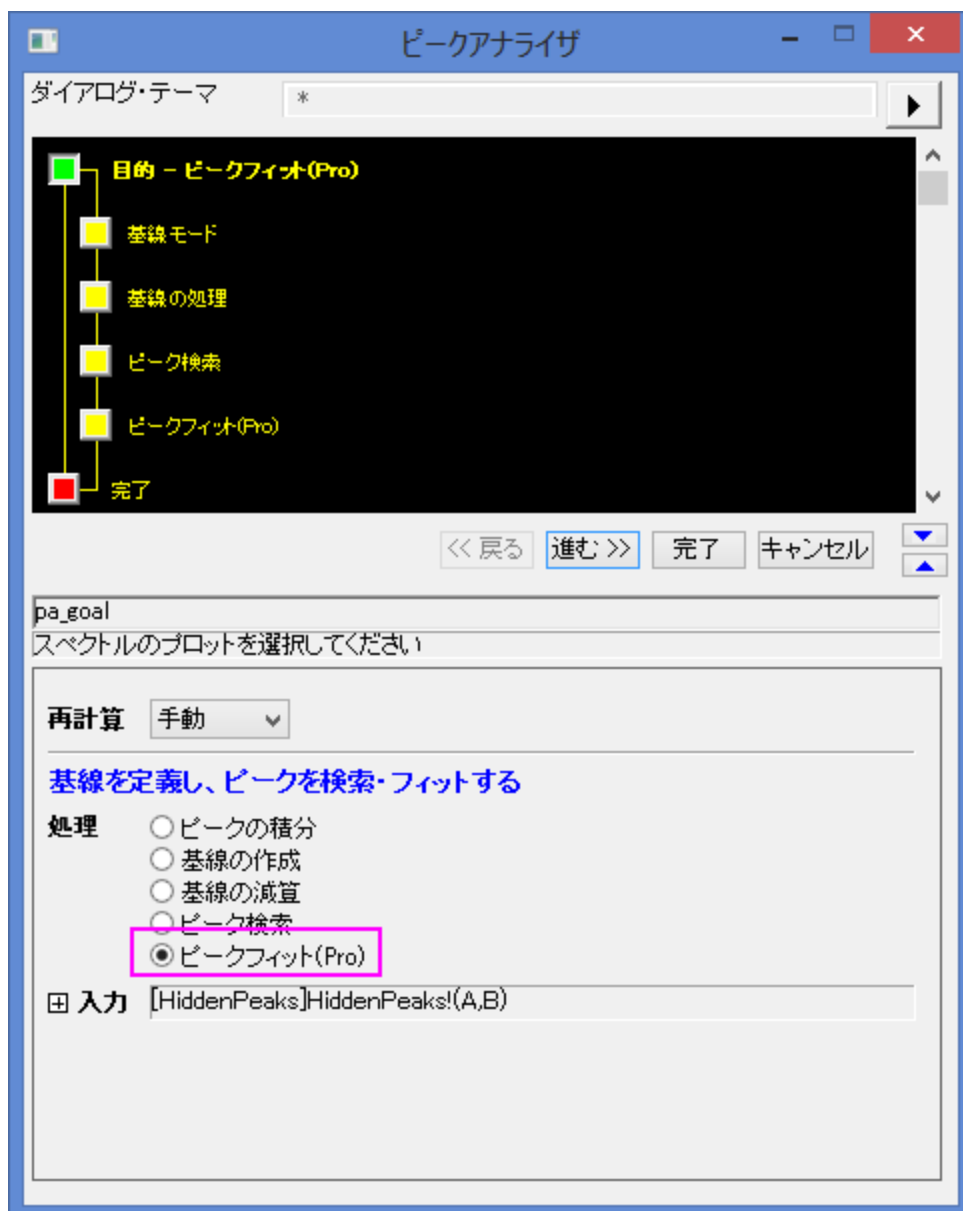 ピークアナライザ
ダイアログ・テーマ *
目的 - ピークフィット(Pro)
基線モード
基線の処理
ピーク検索
ピークフィット(Pro)
完了
<< 戻る 進む >> 完了 キャンセル
pa_goal
スペクトルのプロットを選択してください
再計算 手動
基線を定義し、ピークを検索・フィットする
処理 ピークの積分
基線の作成
基線の減算
ピーク検索
ピークフィット(Pro)
入力 [HiddenPeaks]HiddenPeaks!(A,B)